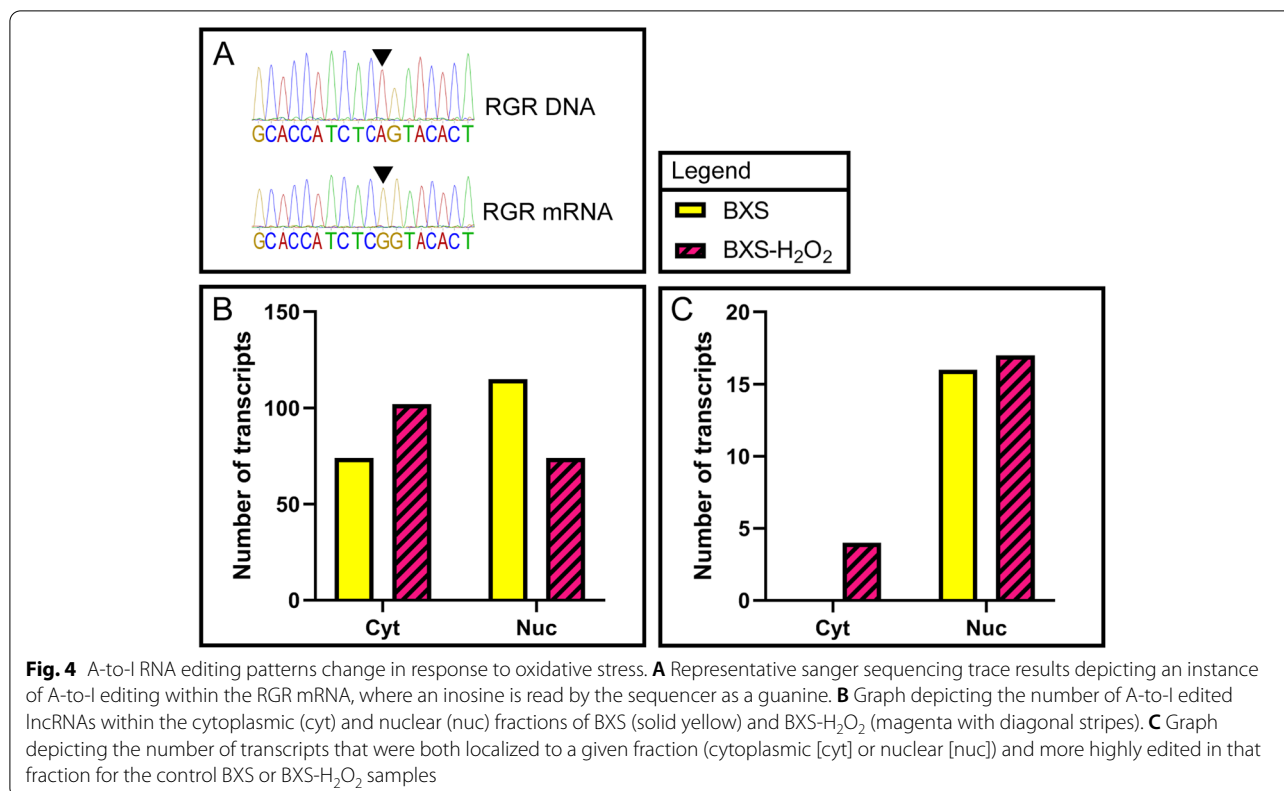 A
RGR DNA
GCACCATCTCAGTACACT
RGR mRNA
GCACCATCTCGGTACACT
Legend
BXS
BXS-H₂O₂
B
Number of transcripts
150
100
50
0
Cyt Nuc
C
Number of transcripts
20
15
10
5
0
Cyt Nuc
Fig. 4 A-to-I RNA editing patterns change in response to oxidative stress. A Representative sanger sequencing trace results depicting an instance
of A-to-I editing within the RGR mRNA, where an inosine is read by the sequencer as a guanine. B Graph depicting the number of A-to-I edited
lncRNAs within the cytoplasmic (cyt) and nuclear (nuc) fractions of BXS (solid yellow) and BXS-H₂O₂ (magenta with diagonal stripes). C Graph
depicting the number of transcripts that were both localized to a given fraction (cytoplasmic [cyt] or nuclear [nuc]) and more highly edited in that
fraction for the control BXS or BXS-H₂O₂ samples